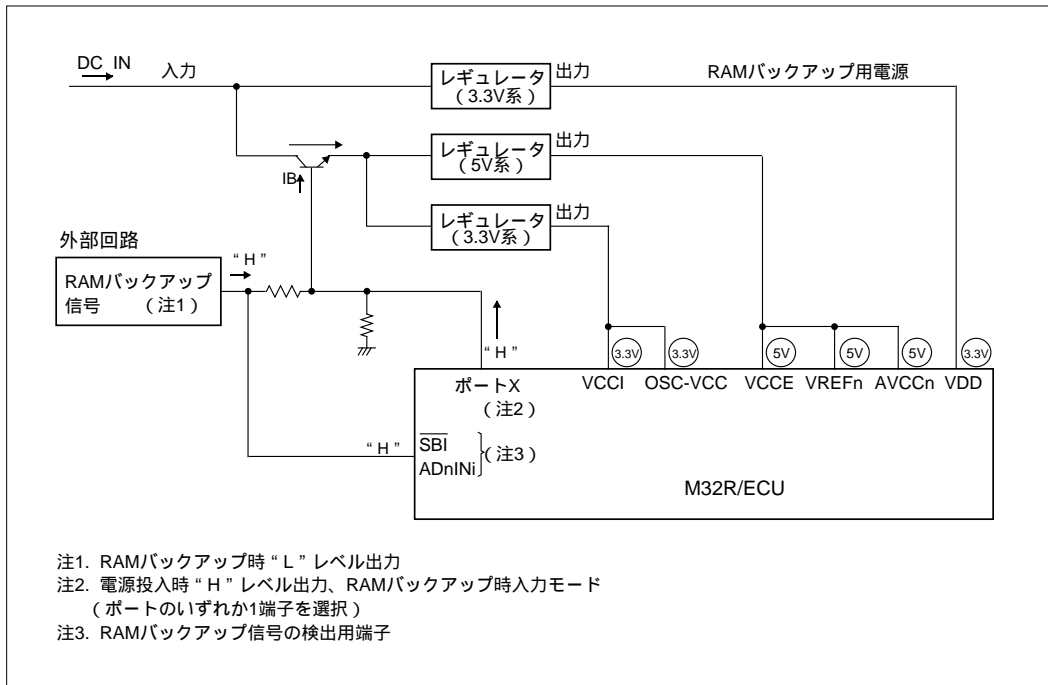 DC IN
入力
レギュレータ
（3.3V系）
出力
RAMバックアップ用電源
レギュレータ
（5V系）
出力
IB
レギュレータ
（3.3V系）
出力
外部回路
RAMバックアップ
信号　（注1）
“H”
“H”
3.3V
3.3V
5V
5V
5V
3.3V
ポートX
（注2）
VCCI
OSC-VCC
VCCE
VREFn
AVCCn
VDD
“H”
SBI
ADnINi
（注3）
M32R/ECU
注1. RAMバックアップ時“L”レベル出力
注2. 電源投入時“H”レベル出力、RAMバックアップ時入力モード
（ポートのいずれか1端子を選択）
注3. RAMバックアップ信号の検出用端子